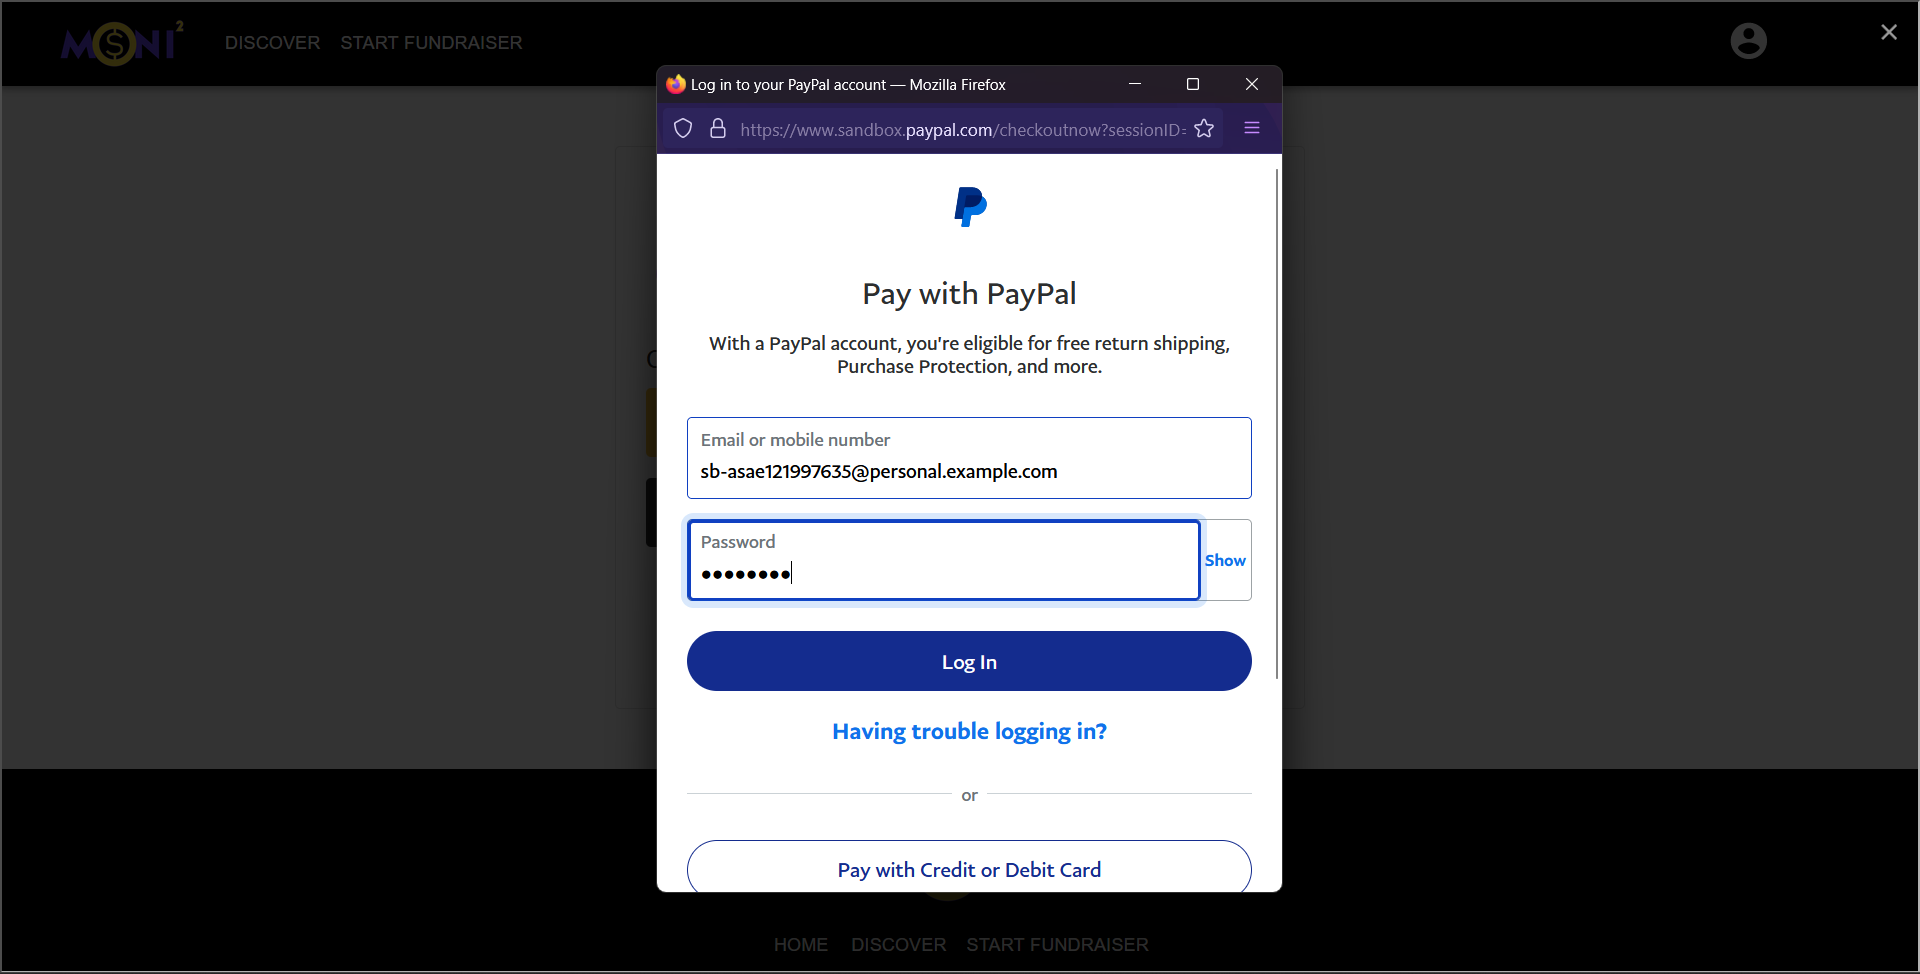 M$NI²
DISCOVER START FUNDRAISER
Log in to your PayPal account — Mozilla Firefox
https://www.sandbox.paypal.com/checkoutnow?sessionID=
Pay with PayPal
With a PayPal account, you're eligible for free return shipping,
Purchase Protection, and more.
Email or mobile number
sb-asae121997635@personal.example.com
Password
••••••••
Show
Log In
Having trouble logging in?
or
Pay with Credit or Debit Card
HOME DISCOVER START FUNDRAISER